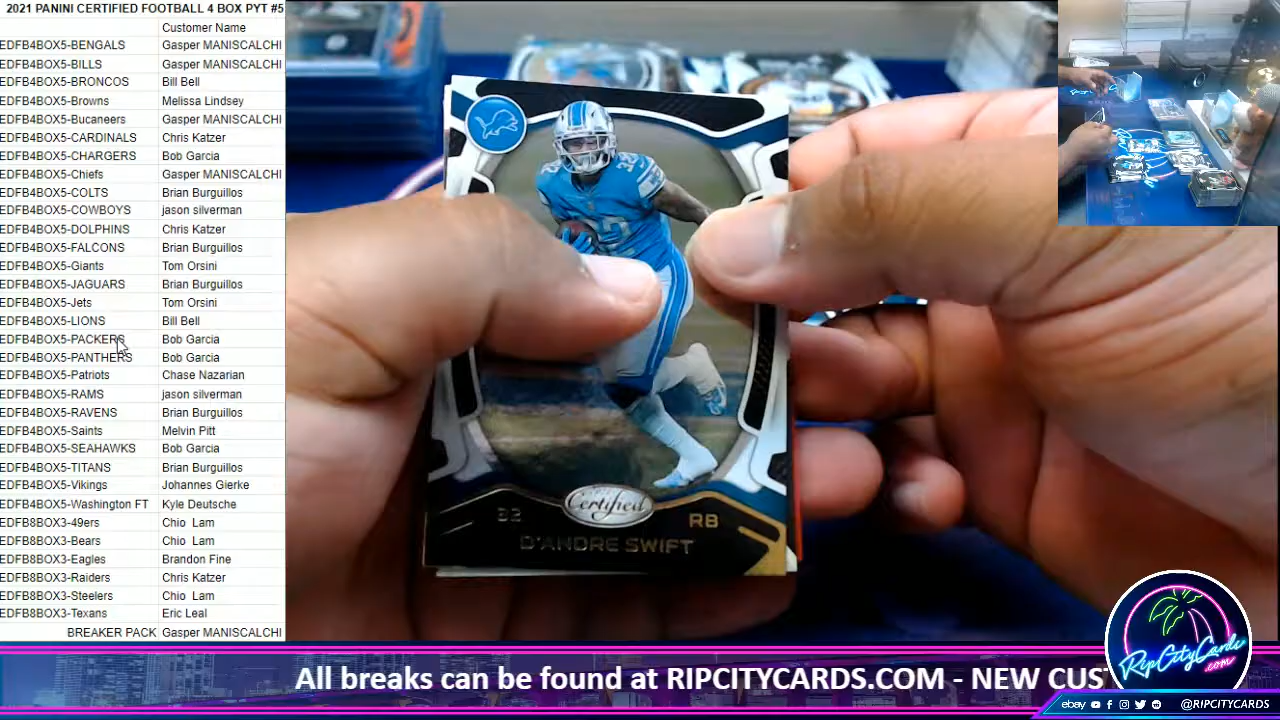 2021 PANINI CERTIFIED FOOTBALL 4 BOX PYT #5
Customer Name
EDFB4BOX5-BENGALS Gasper MANISCALCHI
EDFB4BOX5-BILLS Gasper MANISCALCHI
EDFB4BOX5-BRONCOS Bill Bell
EDFB4BOX5-Browns Melissa Lindsey
EDFB4BOX5-Bucaneers Gasper MANISCALCHI
EDFB4BOX5-CARDINALS Chris Katzer
EDFB4BOX5-CHARGERS Bob Garcia
EDFB4BOX5-Chiefs Gasper MANISCALCHI
EDFB4BOX5-COLTS Brian Burguillos
EDFB4BOX5-COWBOYS jason silverman
EDFB4BOX5-DOLPHINS Chris Katzer
EDFB4BOX5-FALCONS Brian Burguillos
EDFB4BOX5-Giants Tom Orsini
EDFB4BOX5-JAGUARS Brian Burguillos
EDFB4BOX5-Jets Tom Orsini
EDFB4BOX5-LIONS Bill Bell
EDFB4BOX5-PACKERS Bob Garcia
EDFB4BOX5-PANTHERS Bob Garcia
EDFB4BOX5-Patriots Chase Nazarian
EDFB4BOX5-RAMS jason silverman
EDFB4BOX5-RAVENS Brian Burguillos
EDFB4BOX5-Saints Melvin Pitt
EDFB4BOX5-SEAHAWKS Bob Garcia
EDFB4BOX5-TITANS Brian Burguillos
EDFB4BOX5-Vikings Johannes Gierke
EDFB4BOX5-Washington FT Kyle Deutsche
EDFB8BOX3-49ers Chio Lam
EDFB8BOX3-Bears Chio Lam
EDFB8BOX3-Eagles Brandon Fine
EDFB8BOX3-Raiders Chris Katzer
EDFB8BOX3-Steelers Chio Lam
EDFB8BOX3-Texans Eric Leal
BREAKER PACK Gasper MANISCALCHI
32
Certified
32 RB
D'ANDRE SWIFT
All breaks can be found at RIPCITYCARDS.COM - NEW CUS
RipCityCards
.com
ebay @RIPCITYCARDS